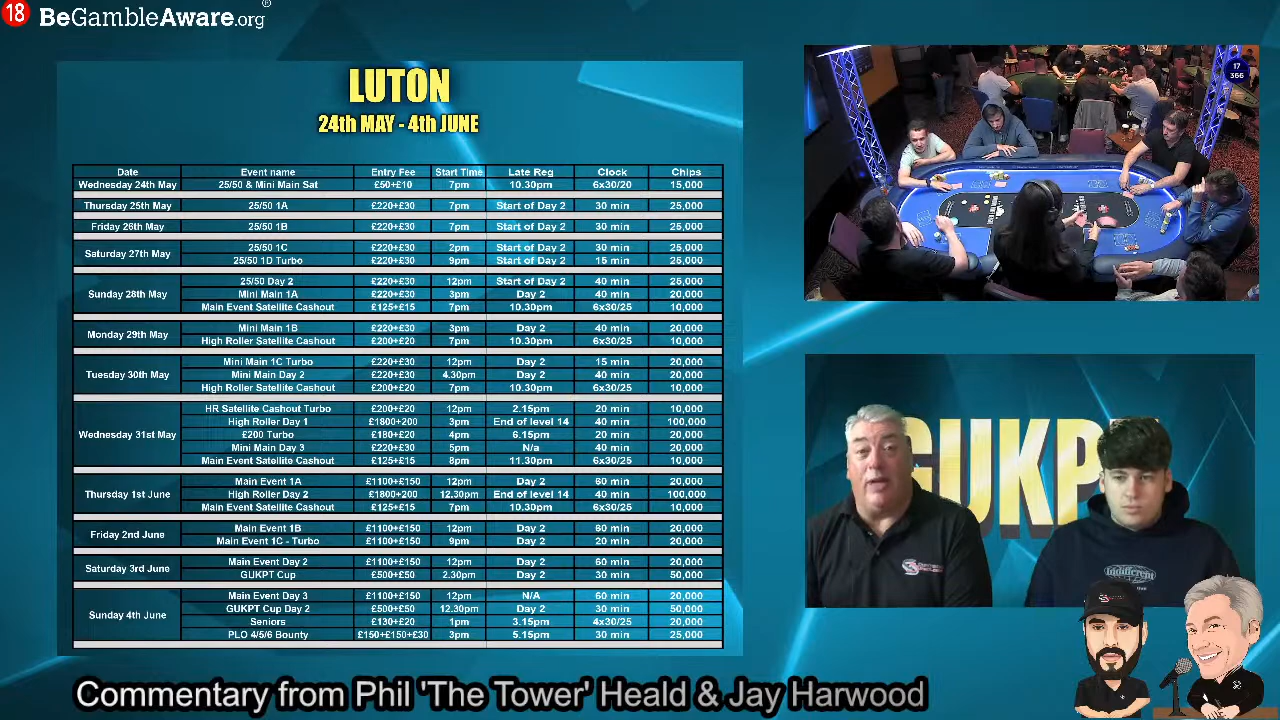 18 BeGambleAware.org®
LUTON
24th MAY - 4th JUNE
Date Event name Entry Fee Start Time Late Reg Clock Chips
Wednesday 24th May 25/50 & Mini Main Sat £50+£10 7pm 10.30pm 6x30/20 15,000
Thursday 25th May 25/50 1A £220+£30 7pm Start of Day 2 30 min 25,000
Friday 26th May 25/50 1B £220+£30 7pm Start of Day 2 30 min 25,000
Saturday 27th May 25/50 1C £220+£30 2pm Start of Day 2 30 min 25,000
25/50 1D Turbo £220+£30 9pm Start of Day 2 15 min 25,000
Sunday 28th May 25/50 Day 2 £220+£30 12pm Start of Day 2 40 min 25,000
Mini Main 1A £220+£30 3pm Day 2 40 min 20,000
Main Event Satellite Cashout £125+£15 7pm 10.30pm 6x30/25 10,000
Monday 29th May Mini Main 1B £220+£30 3pm Day 2 40 min 20,000
High Roller Satellite Cashout £200+£20 7pm 10.30pm 6x30/25 10,000
Tuesday 30th May Mini Main 1C Turbo £220+£30 12pm Day 2 15 min 20,000
Mini Main Day 2 £220+£30 4.30pm Day 2 40 min 20,000
High Roller Satellite Cashout £200+£20 7pm 10.30pm 6x30/25 10,000
Wednesday 31st May HR Satellite Cashout Turbo £200+£20 12pm 2.15pm 20 min 10,000
High Roller Day 1 £1800+200 3pm End of level 14 40 min 100,000
£200 Turbo £180+£20 4pm 6.15pm 20 min 20,000
Mini Main Day 3 £220+£30 5pm N/a 40 min 20,000
Main Event Satellite Cashout £125+£15 8pm 11.30pm 6x30/25 10,000
Thursday 1st June Main Event 1A £1100+£150 12pm Day 2 60 min 20,000
High Roller Day 2 £1800+200 12.30pm End of level 14 40 min 100,000
Main Event Satellite Cashout £125+£15 7pm 10.30pm 6x30/25 10,000
Friday 2nd June Main Event 1B £1100+£150 12pm Day 2 60 min 20,000
Main Event 1C - Turbo £1100+£150 9pm Day 2 20 min 20,000
Saturday 3rd June Main Event Day 2 £1100+£150 12pm Day 2 60 min 20,000
GUKPT Cup £500+£50 2.30pm Day 2 30 min 50,000
Sunday 4th June Main Event Day 3 £1100+£150 12pm N/A 60 min 20,000
GUKPT Cup Day 2 £500+£50 12.30pm Day 2 30 min 50,000
Seniors £130+£20 1pm 3.15pm 4x30/25 20,000
PLO 4/5/6 Bounty £150+£150+£30 3pm 5.15pm 30 min 25,000
17
366
GUKP
Indifferent
Commentary from Phil 'The Tower' Heald & Jay Harwood